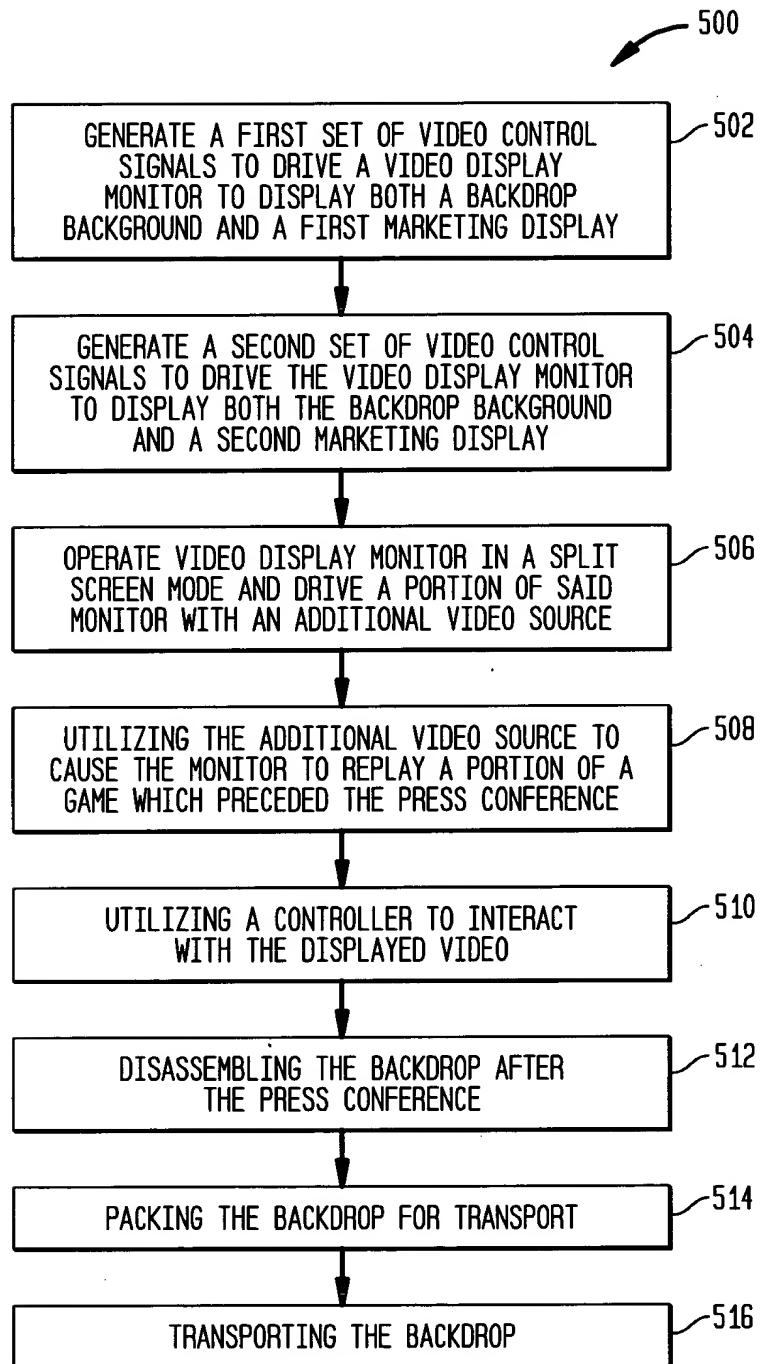 500
GENERATE A FIRST SET OF VIDEO CONTROL
SIGNALS TO DRIVE A VIDEO DISPLAY
MONITOR TO DISPLAY BOTH A BACKDROP
BACKGROUND AND A FIRST MARKETING DISPLAY
502
GENERATE A SECOND SET OF VIDEO CONTROL
SIGNALS TO DRIVE THE VIDEO DISPLAY MONITOR
TO DISPLAY BOTH THE BACKDROP BACKGROUND
AND A SECOND MARKETING DISPLAY
504
OPERATE VIDEO DISPLAY MONITOR IN A SPLIT
SCREEN MODE AND DRIVE A PORTION OF SAID
MONITOR WITH AN ADDITIONAL VIDEO SOURCE
506
UTILIZING THE ADDITIONAL VIDEO SOURCE TO
CAUSE THE MONITOR TO REPLAY A PORTION OF A
GAME WHICH PRECEDED THE PRESS CONFERENCE
508
UTILIZING A CONTROLLER TO INTERACT
WITH THE DISPLAYED VIDEO
510
DISASSEMBLING THE BACKDROP AFTER
THE PRESS CONFERENCE
512
PACKING THE BACKDROP FOR TRANSPORT
514
TRANSPORTING THE BACKDROP
516